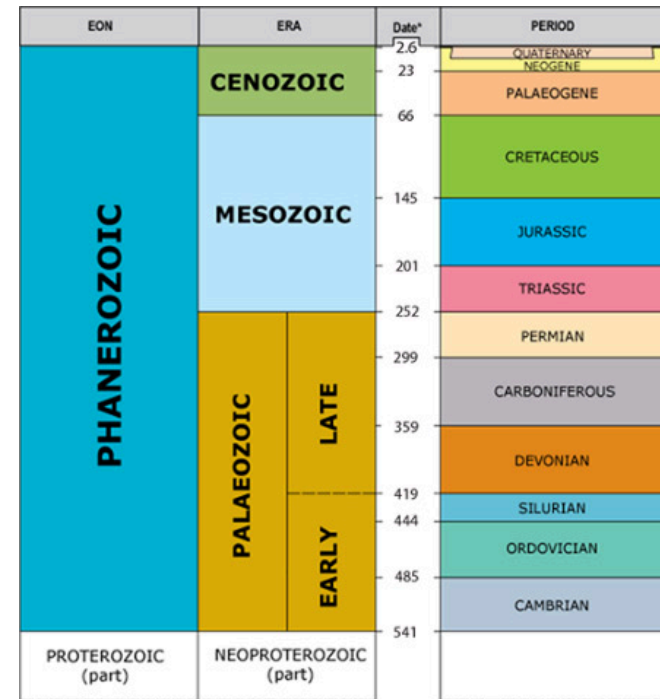 EON ERA Date* PERIOD
2.6 QUATERNARY
NEOGENE
23
CENOZOIC PALAEOGENE
66
CRETACEOUS
145
MESOZOIC
JURASSIC
201
TRIASSIC
252
PERMIAN
299
CARBONIFEROUS
359
DEVONIAN
419
SILURIAN
444
ORDOVICIAN
485
CAMBRIAN
541
PHANEROZOIC
PALAEOZOIC
LATE
EARLY
PROTEROZOIC
(part)
NEOPROTEROZOIC
(part)